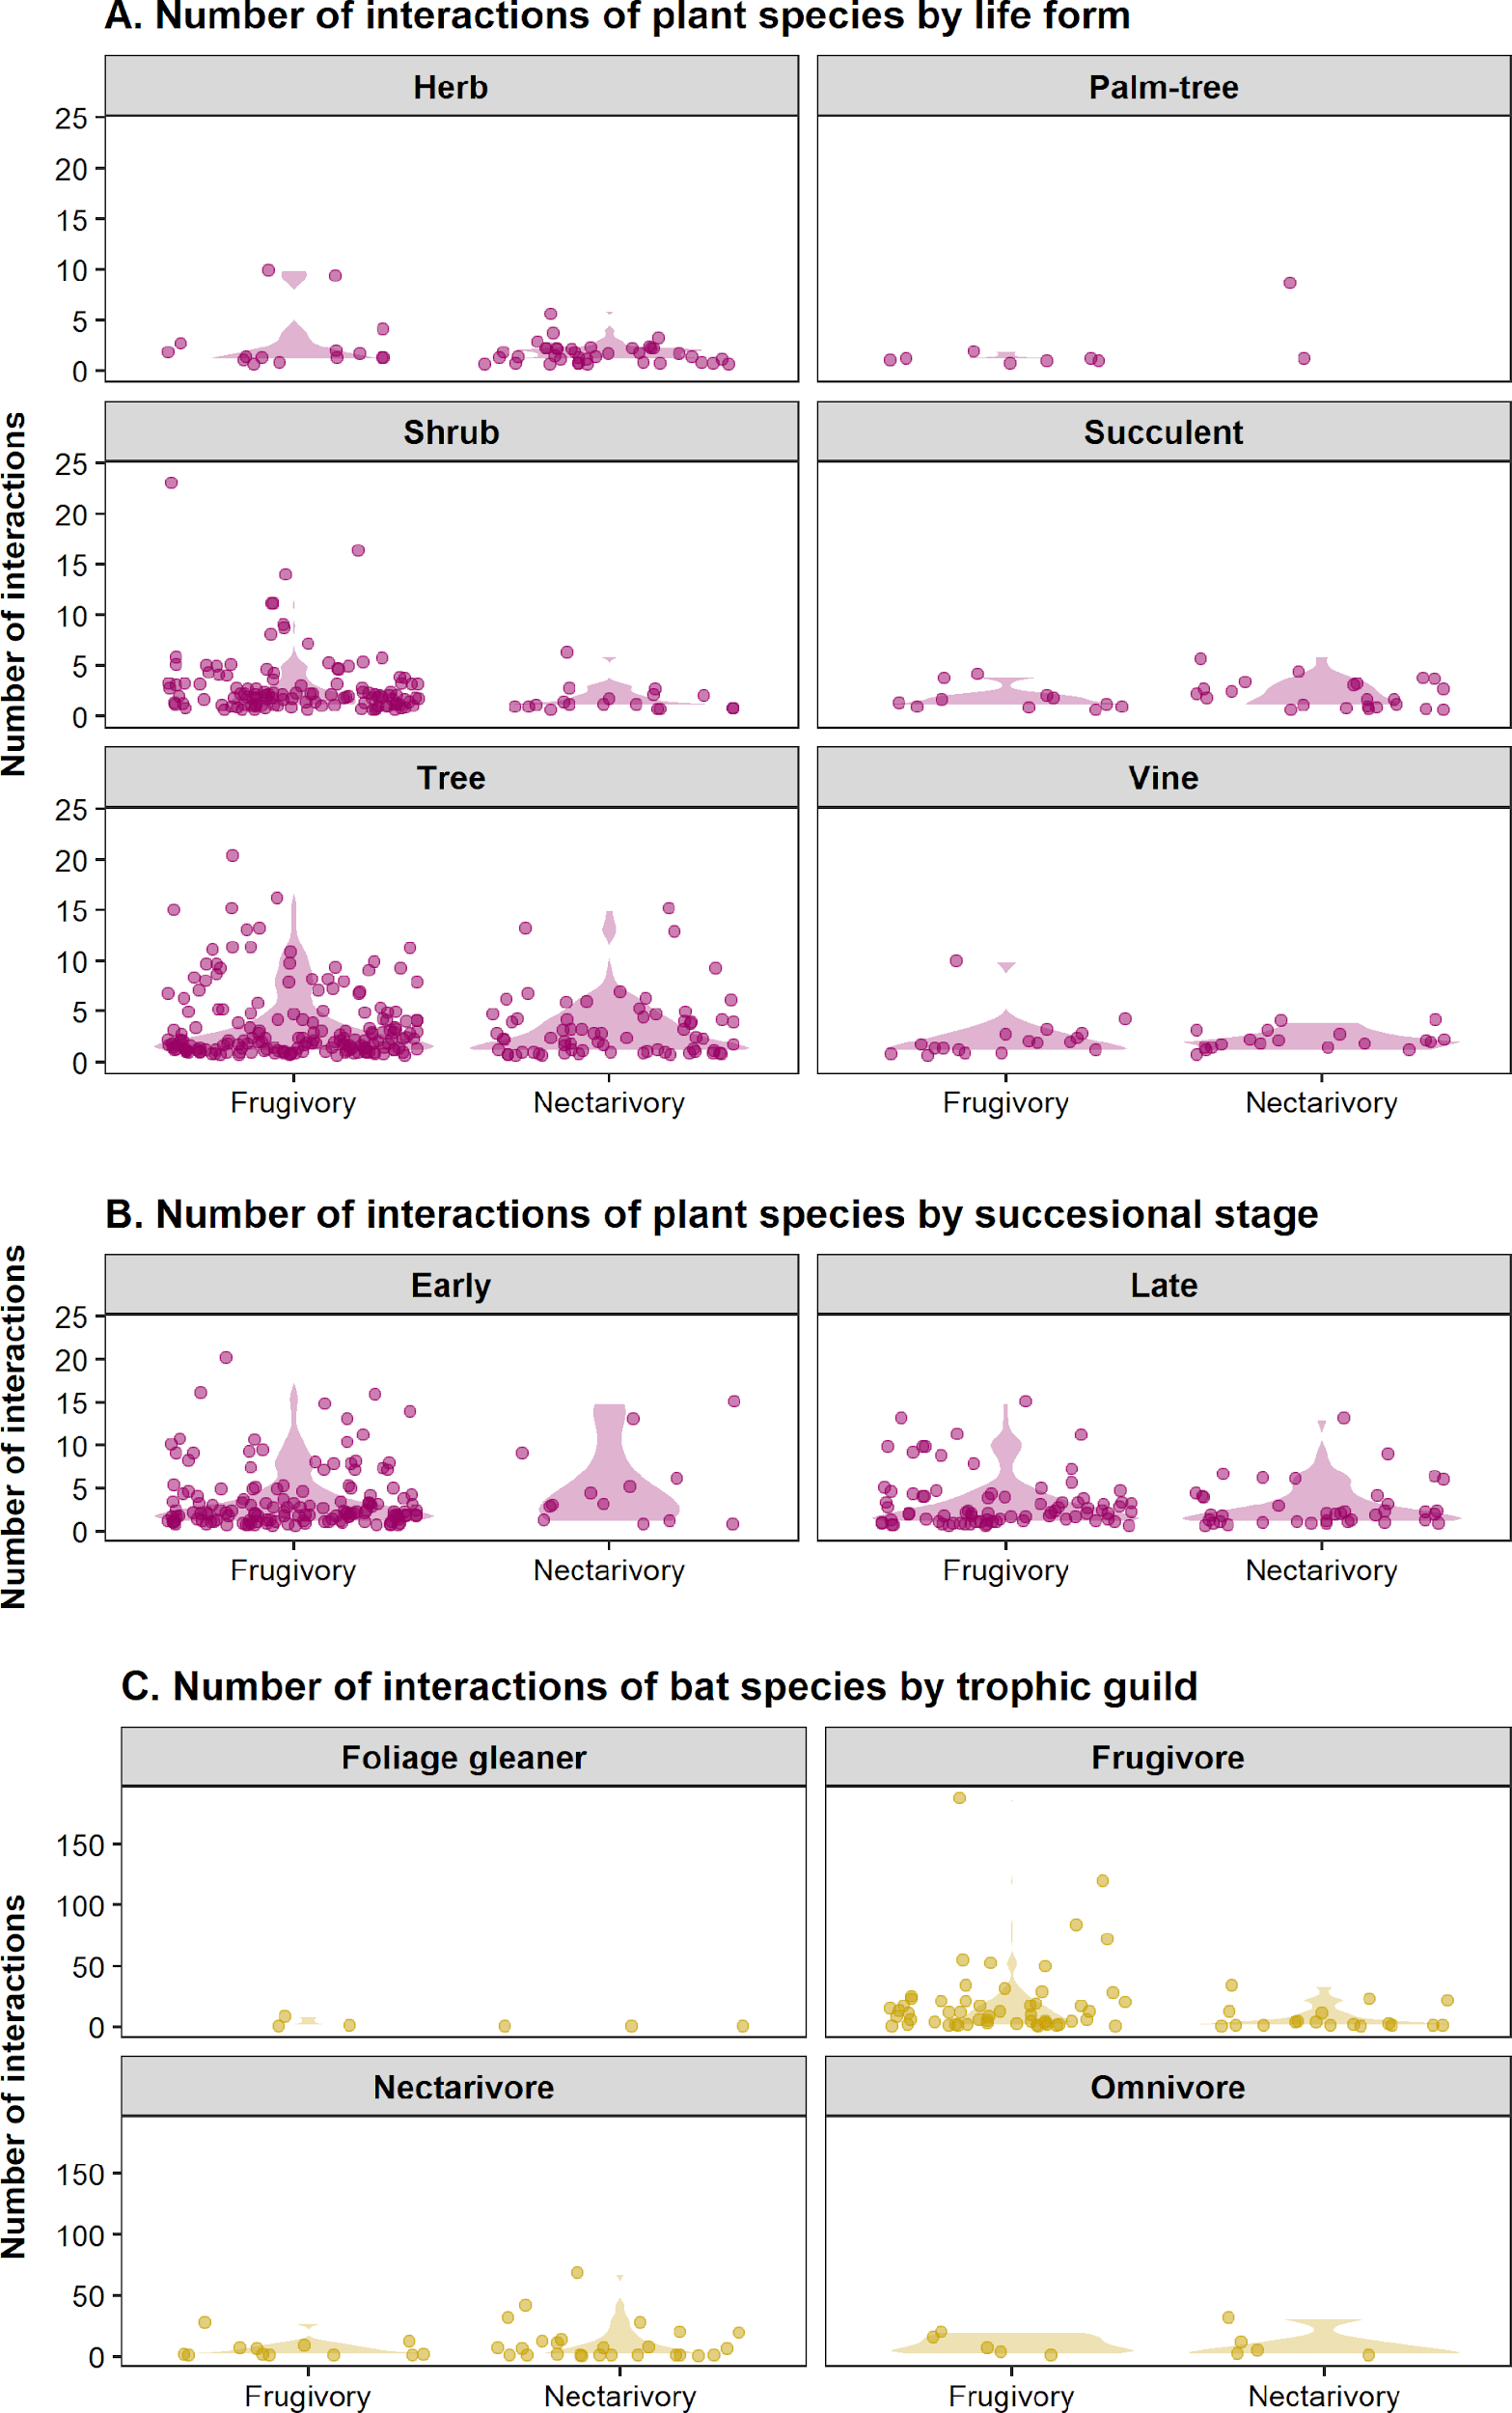 A. Number of interactions of plant species by life form
Herb
Palm-tree
25
20
15
10
5
0
Shrub
Succulent
25
20
15
10
5
0
Number of interactions
Tree
Vine
25
20
15
10
5
0
Frugivory
Nectarivory
Frugivory
Nectarivory
B. Number of interactions of plant species by succesional stage
Early
Late
25
20
15
10
5
0
Number of interactions
Frugivory
Nectarivory
Frugivory
Nectarivory
C. Number of interactions of bat species by trophic guild
Foliage gleaner
Frugivore
150
100
50
0
Number of interactions
Nectarivore
Omnivore
150
100
50
0
Frugivory
Nectarivory
Frugivory
Nectarivory